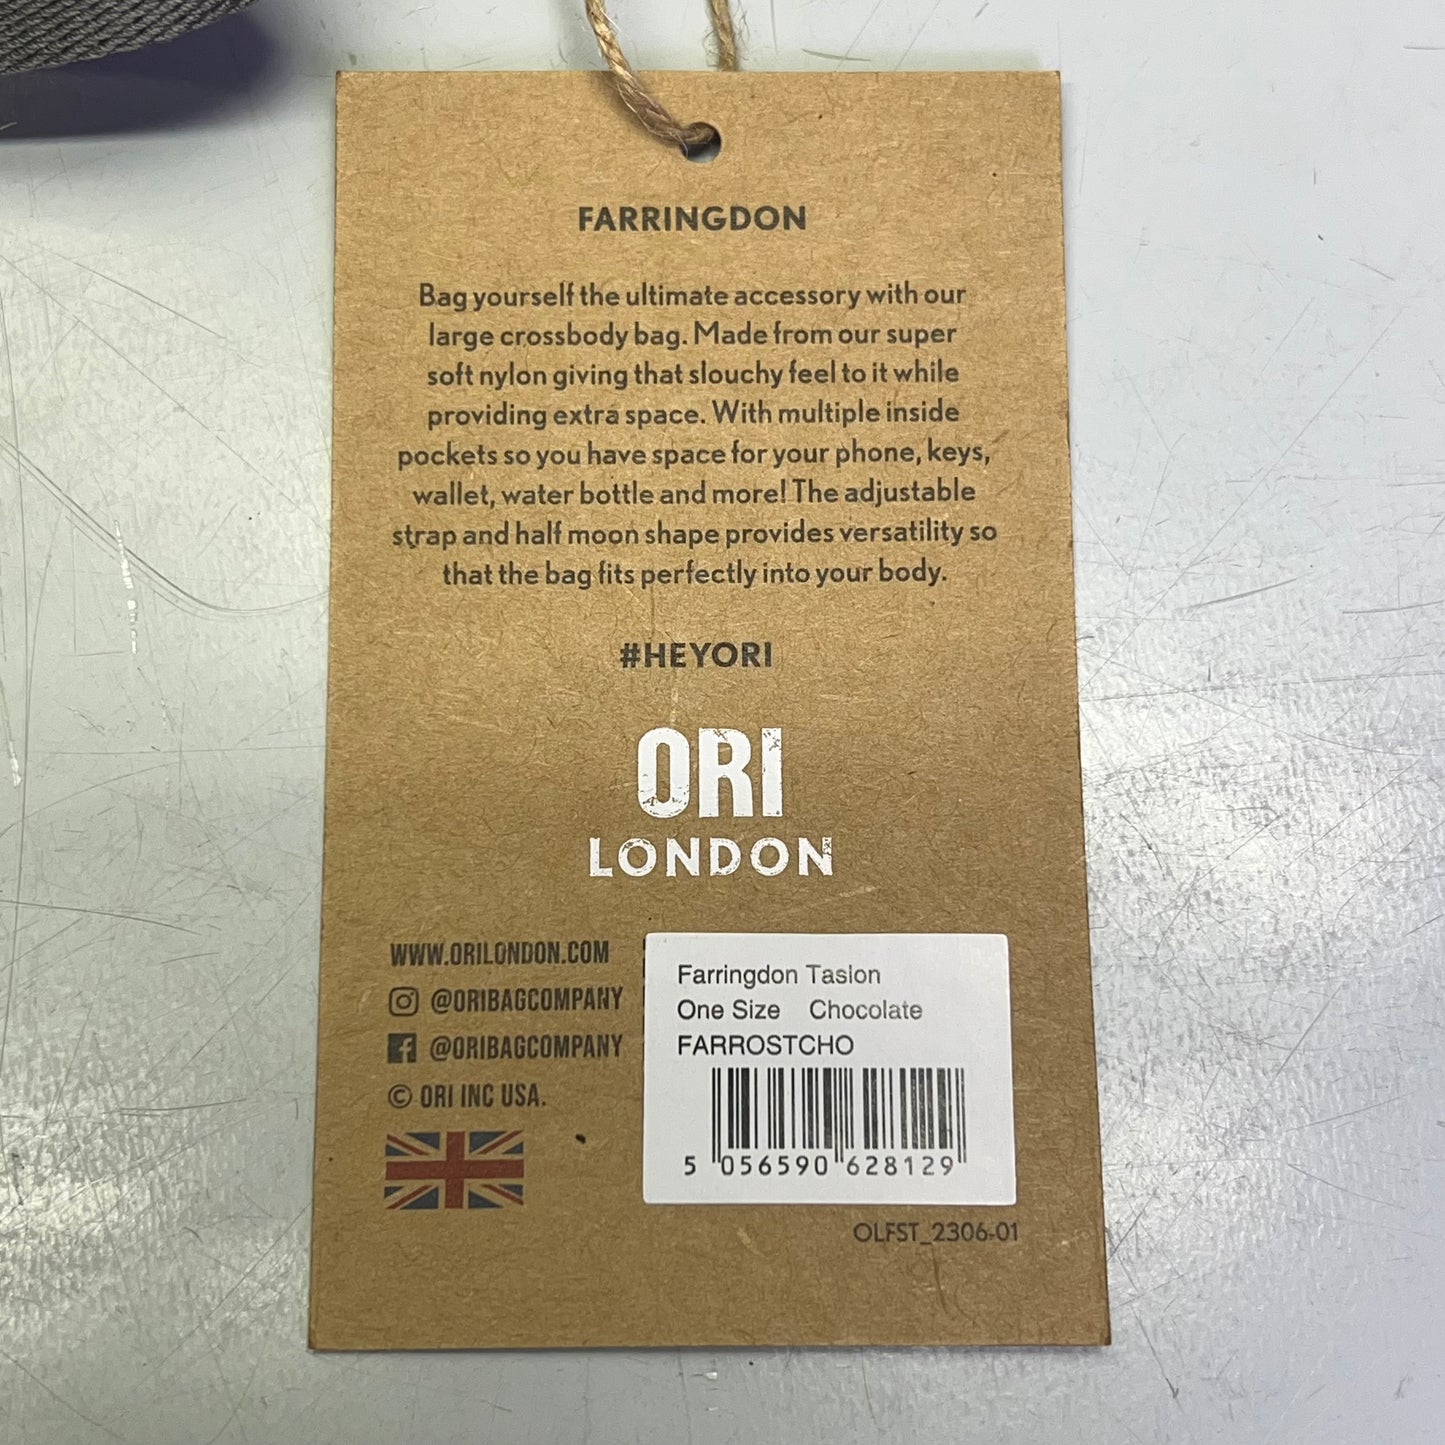 FARRINGDON
Bag yourself the ultimate accessory with our
large crossbody bag. Made from our super
soft nylon giving that slouchy feel to it while
providing extra space. With multiple inside
pockets so you have space for your phone, keys,
wallet, water bottle and more! The adjustable
strap and half moon shape provides versatility so
that the bag fits perfectly into your body.
#HEYORI
ORI
LONDON
WWW.ORILONDON.COM
@ORIBAGCOMPANY
@ORIBAGCOMPANY
© ORI INC USA.
Farringdon Taslon
One Size Chocolate
FARROSTCHO
5 056590 628129
OLFST_2306-01